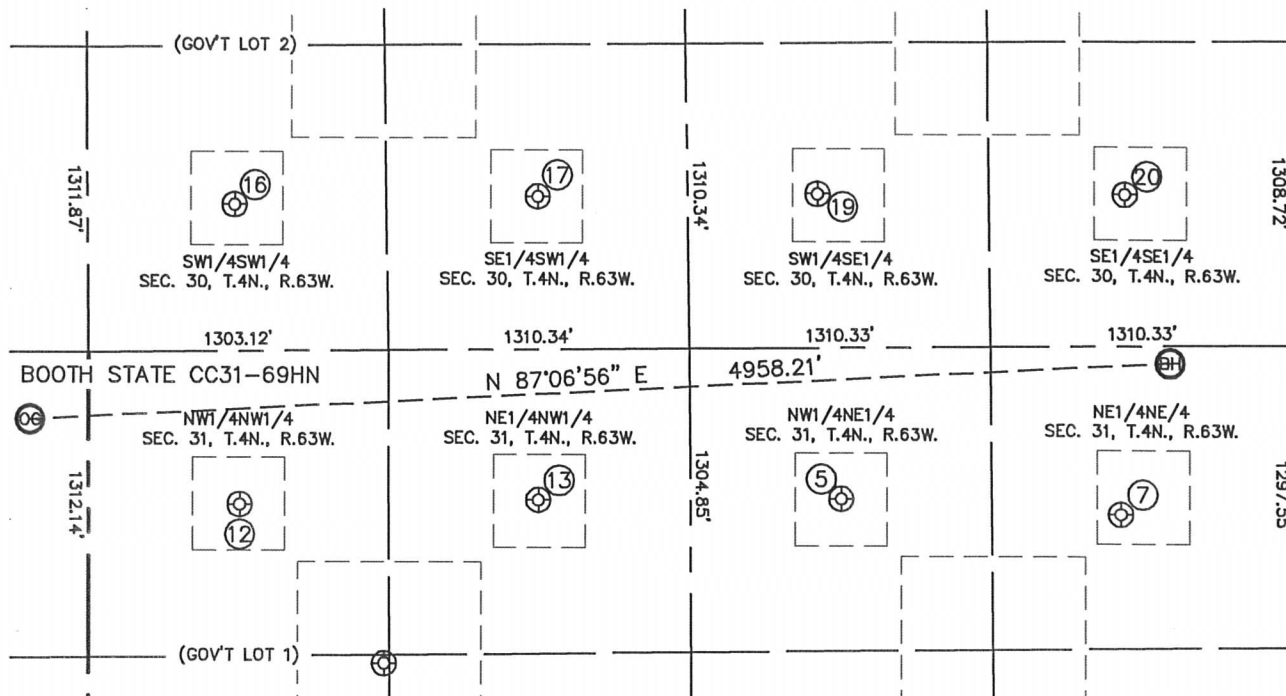 (GOV'T LOT 2)
1311.87'
16
17
1310.34'
19
20
1308.72'
SW1/4SW1/4
SEC. 30, T.4N., R.63W.
SE1/4SW1/4
SEC. 30, T.4N., R.63W.
SW1/4SE1/4
SEC. 30, T.4N., R.63W.
SE1/4SE1/4
SEC. 30, T.4N., R.63W.
1303.12'
1310.34'
1310.33'
1310.33'
BOOTH STATE CC31-69HN
N 87°06'56" E
4958.21'
BH
NW1/4NW1/4
SEC. 31, T.4N., R.63W.
NE1/4NW1/4
SEC. 31, T.4N., R.63W.
NW1/4NE1/4
SEC. 31, T.4N., R.63W.
NE1/4NE/4
SEC. 31, T.4N., R.63W.
1312.14'
12
13
1304.85'
5
7
(GOV'T LOT 1)